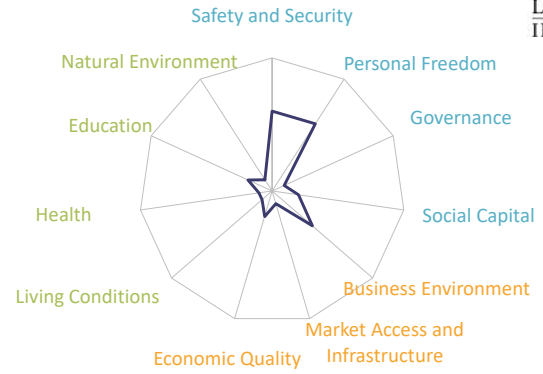 Safety and Security
Natural Environment
Personal Freedom
Education
Governance
Health
Social Capital
Living Conditions
Business Environment
Market Access and
Infrastructure
Economic Quality